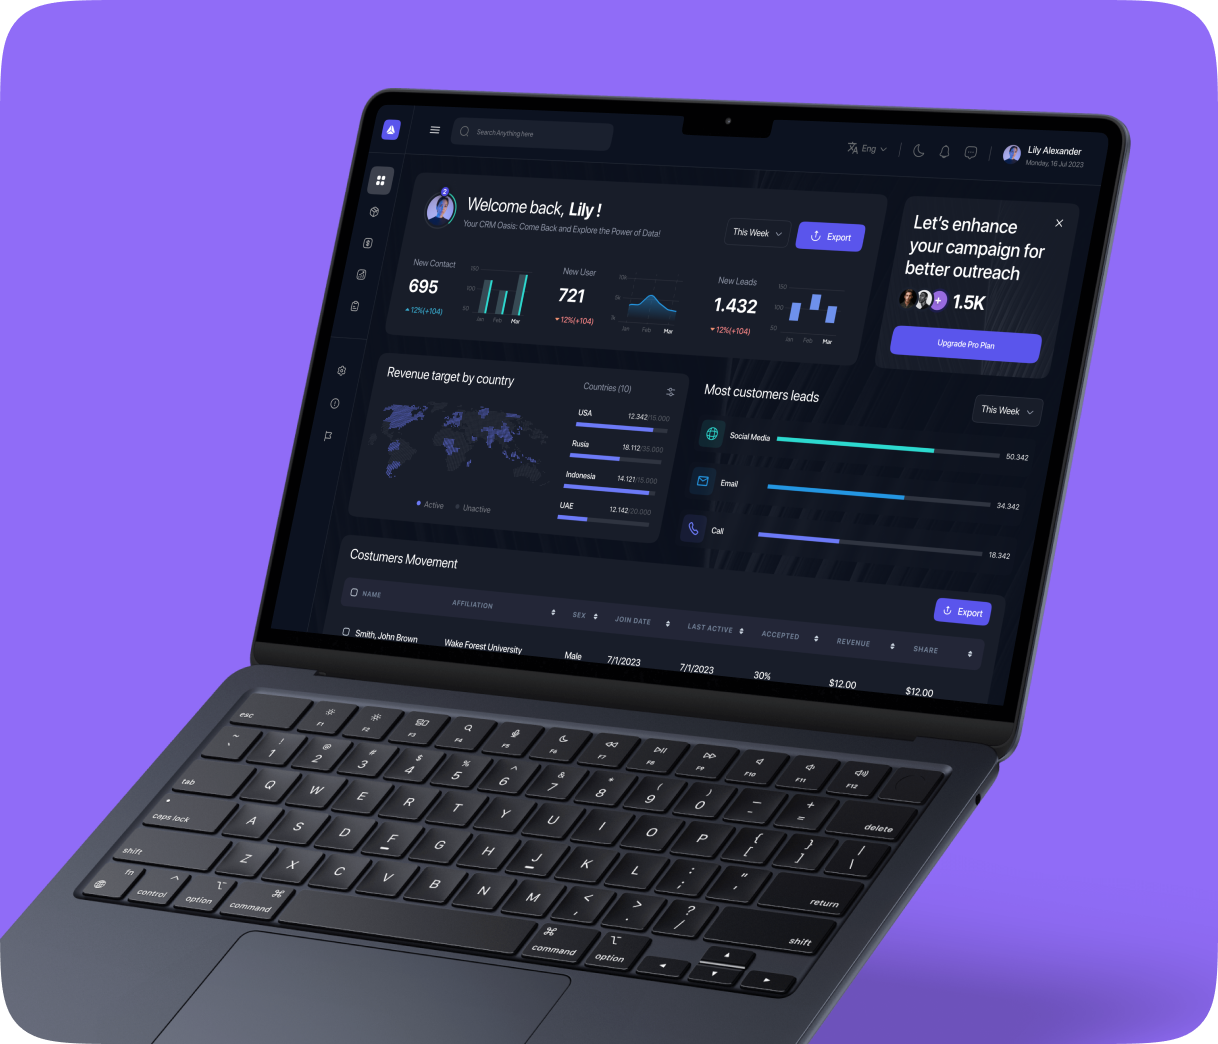 Search Anything here
Eng
Lily Alexander
Monday, 16 Jul 2023
2
Welcome back, Lily !
Your CRM Oasis: Come Back and Explore the Power of Data!
This Week
Export
New Contact
695
12%(+104)
150
100
50
Jan Feb Mar
New User
721
12%(+104)
10k
5k
1k
Jan Feb Mar
New Leads
1.432
12%(+104)
150
100
50
Jan Feb Mar
Let's enhance
your campaign for
better outreach
+ 1.5K
Upgrade Pro Plan
Revenue target by country
Countries (10)
USA 12.342/15.000
Rusia 18.112/35.000
Indonesia 14.121/15.000
UAE 12.142/20.000
Active Unactive
Most customers leads
This Week
Social Media 50.342
Email 34.342
Call 18.342
Costumers Movement
Export
NAME AFFILIATION SEX JOIN DATE LAST ACTIVE ACCEPTED REVENUE SHARE
Smith, John Brown Wake Forest University Male 7/1/2023 7/1/2023 30% $12.00 $12.00
esc F1 F2 F3 F4 F5 F6 F7 F8 F9 F10 F11 F12
~ ! @ # $ % ^ & * ( ) — +
` 1 2 3 4 5 6 7 8 9 0 - = delete
tab Q W E R T Y U I O P { [ } ] | \
caps lock A S D F G H J K L : ; " ' return
shift Z X C V B N M < , > . ? / shift
fn control option command command option